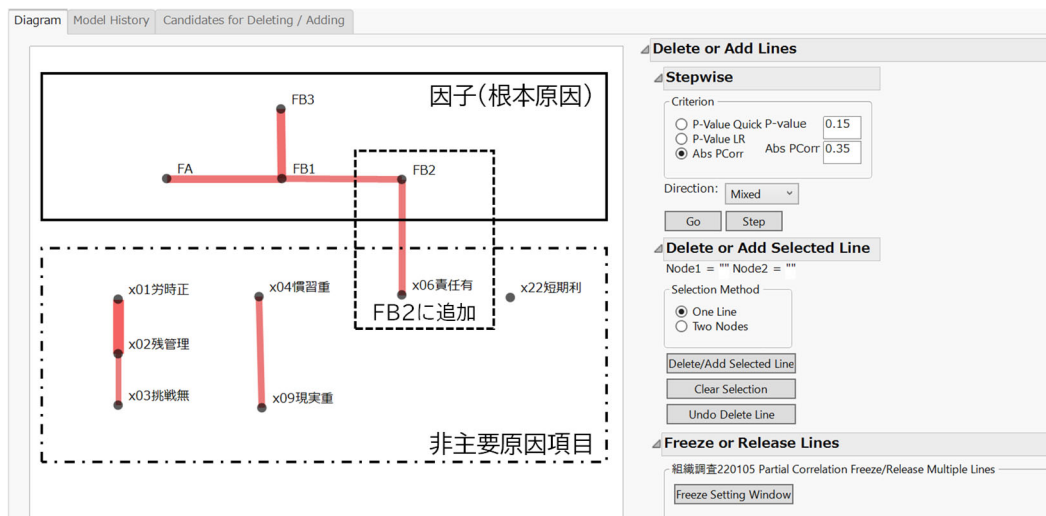 Diagram
Model History
Candidates for Deleting / Adding
因子(根本原因)
FB3
FA
FB1
FB2
x01労時正
x04慣習重
x06責任有
x22短期利
FB2に追加
x02残管理
x03挑戦無
x09現実重
非主要原因項目
Delete or Add Lines
Stepwise
Criterion
P-Value Quick P-value 0.15
P-Value LR
Abs PCorr Abs PCorr 0.35
Direction: Mixed
Go Step
Delete or Add Selected Line
Node1 = "" Node2 = ""
Selection Method
One Line
Two Nodes
Delete/Add Selected Line
Clear Selection
Undo Delete Line
Freeze or Release Lines
組織調査220105 Partial Correlation Freeze/Release Multiple Lines
Freeze Setting Window